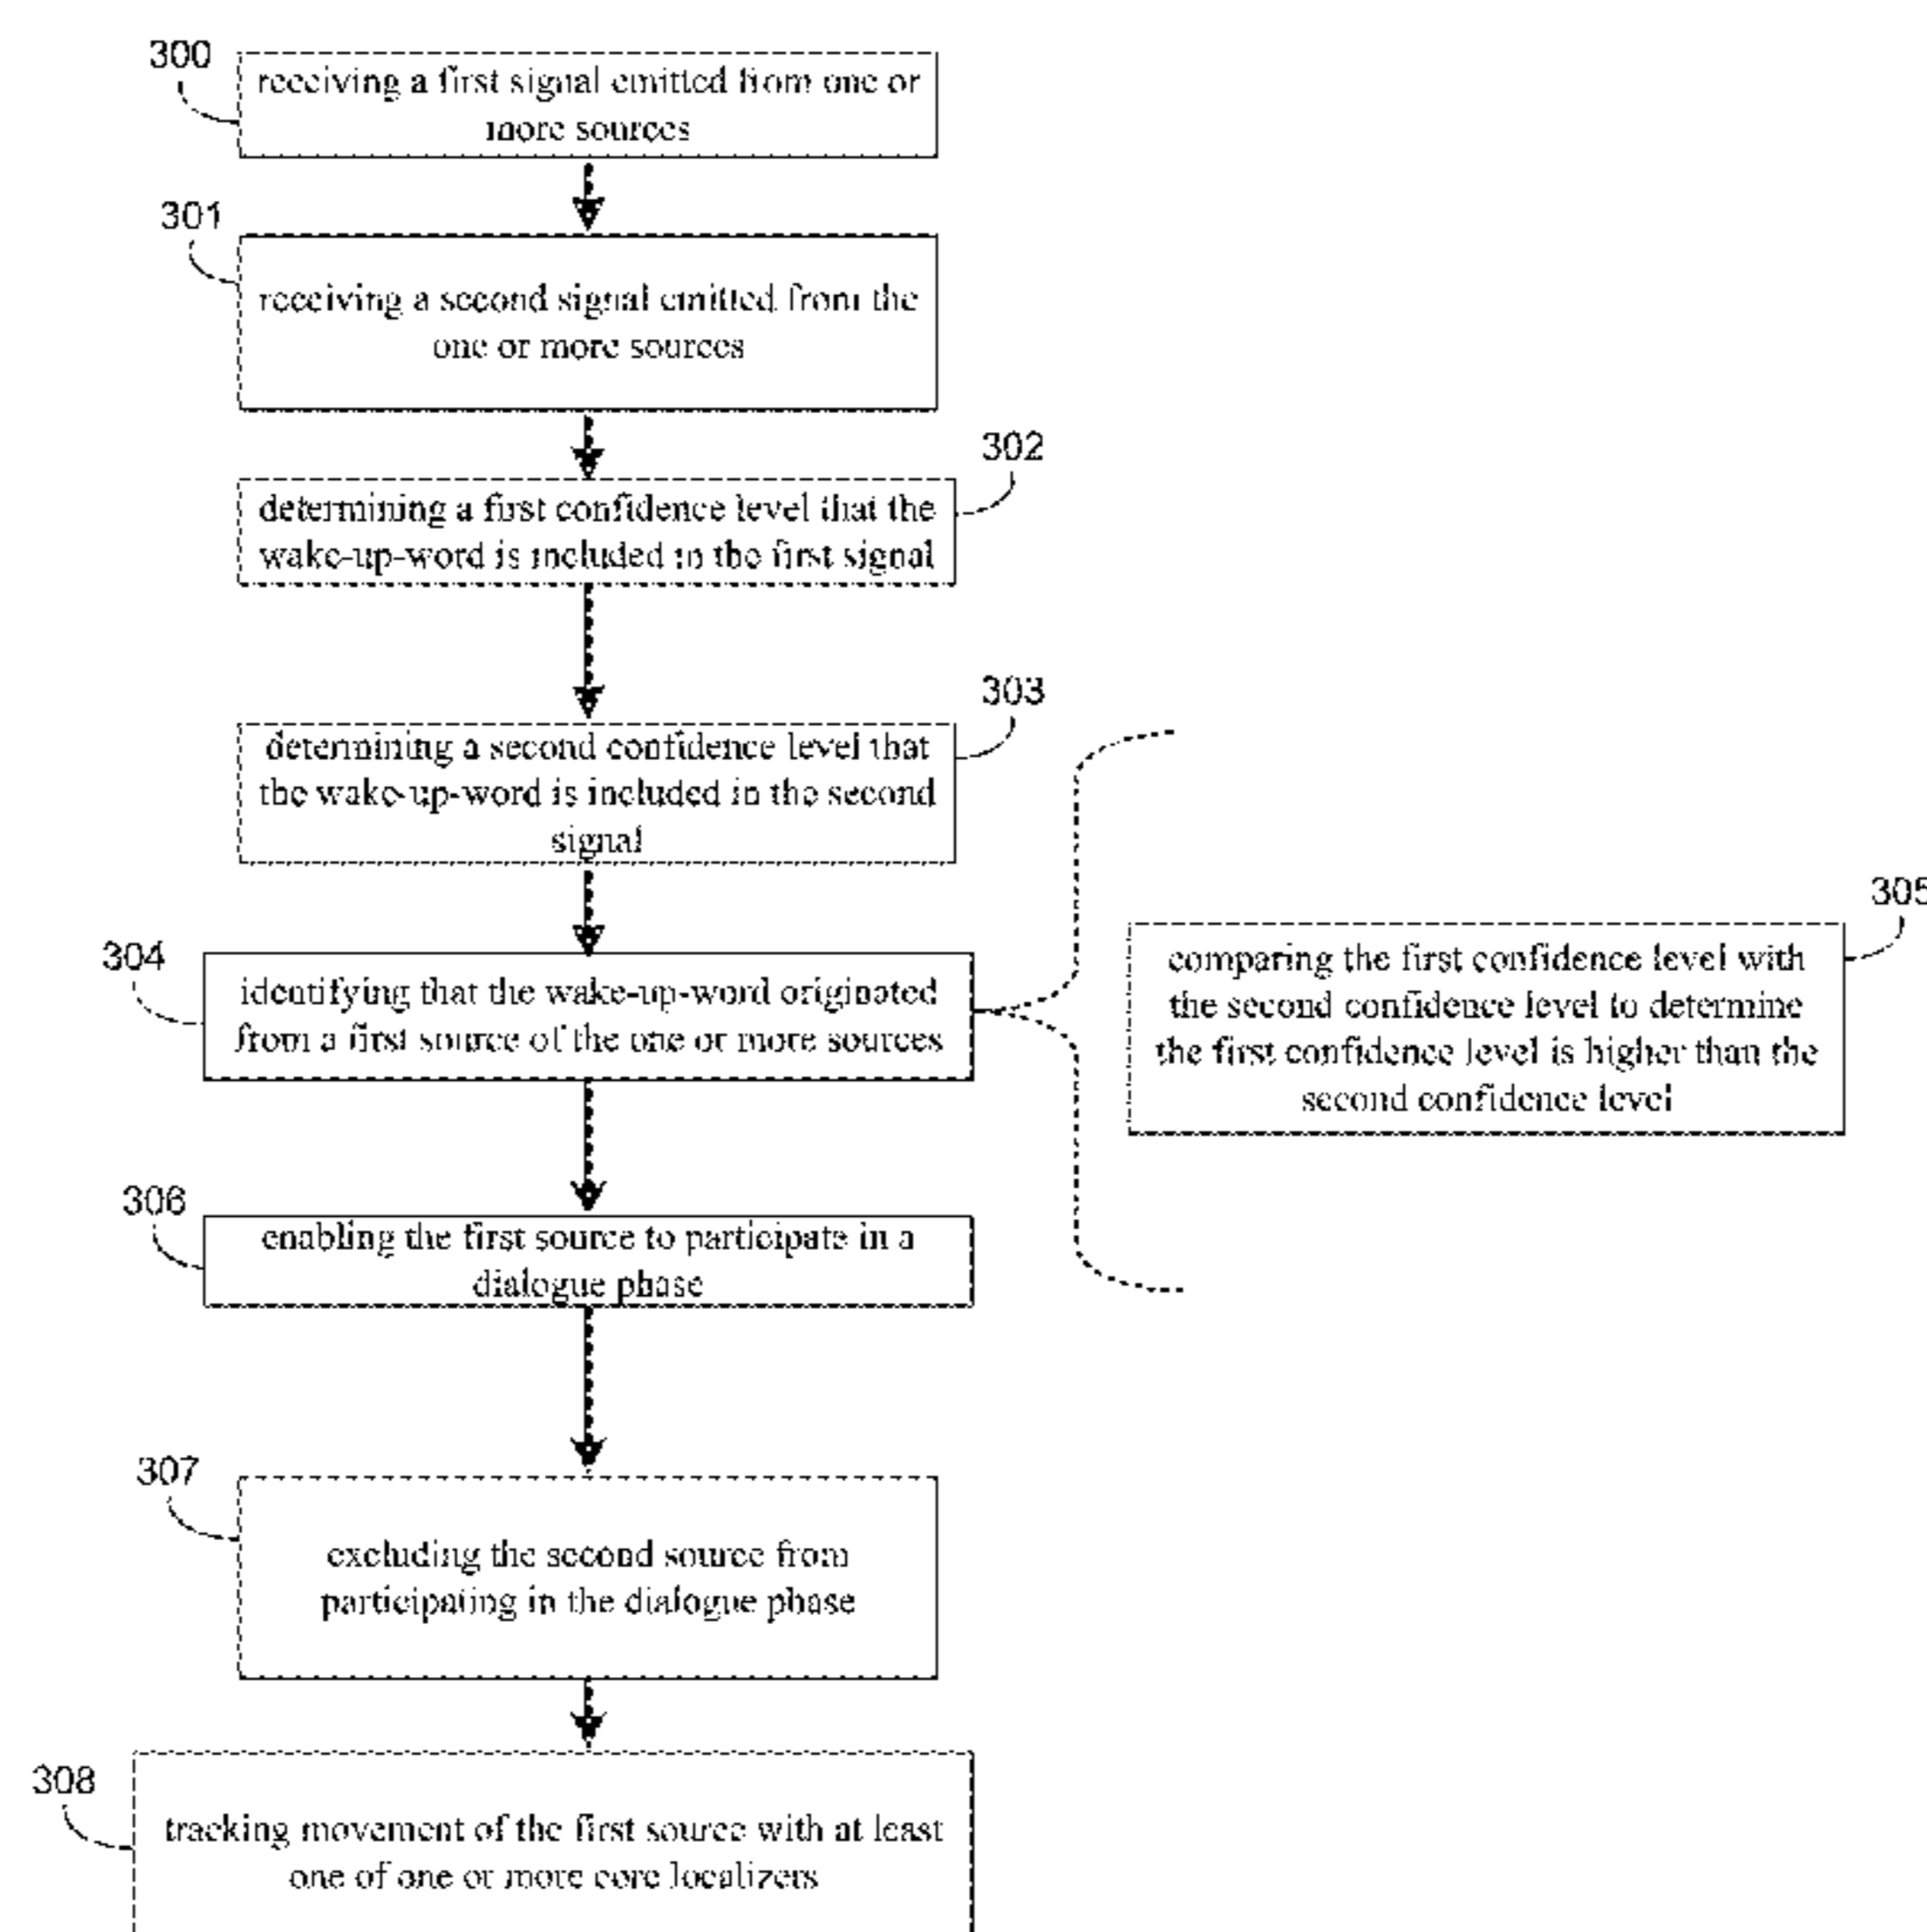 300
receiving a first signal emitted from one or
more sources
301
receiving a second signal emitted from the
one or more sources
302
determining a first confidence level that the
wake-up-word is included in the first signal
303
determining a second confidence level that
the wake-up-word is included in the second
signal
304
identifying that the wake-up-word originated
from a first source of the one or more sources
305
comparing the first confidence level with
the second confidence level to determine
the first confidence level is higher than the
second confidence level
306
enabling the first source to participate in a
dialogue phase
307
excluding the second source from
participating in the dialogue phase
308
tracking movement of the first source with at least
one of one or more core localizers